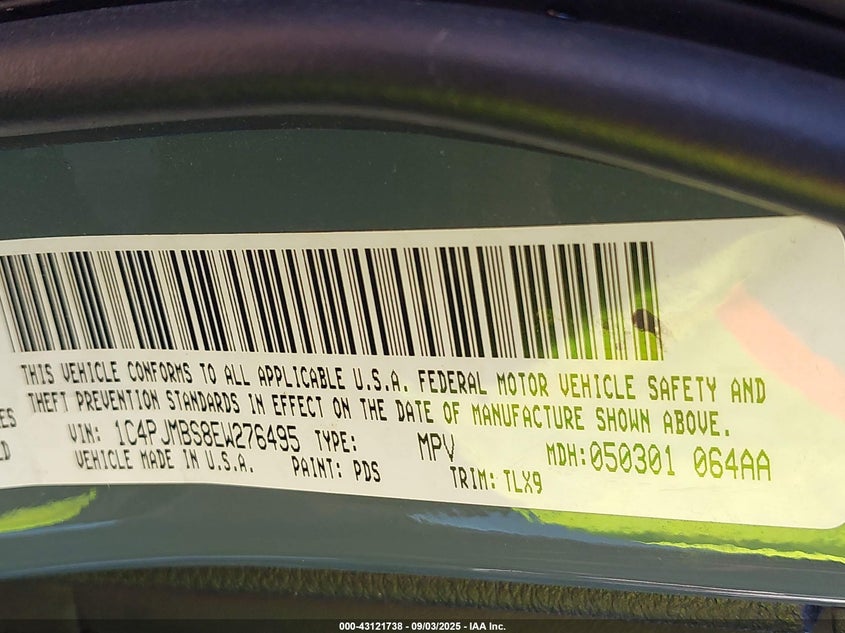 THIS VEHICLE CONFORMS TO ALL APPLICABLE U.S.A. FEDERAL MOTOR VEHICLE SAFETY AND
THEFT PREVENTION STANDARDS IN EFFECT ON THE DATE OF MANUFACTURE SHOWN ABOVE.
VIN: 1C4PJMBS8EW276495 TYPE: MPV MDH: 050301 064AA
VEHICLE MADE IN U.S.A. PAINT: PDS TRIM: TLX9
000-43121738 - 09/03/2025 - IAA Inc.